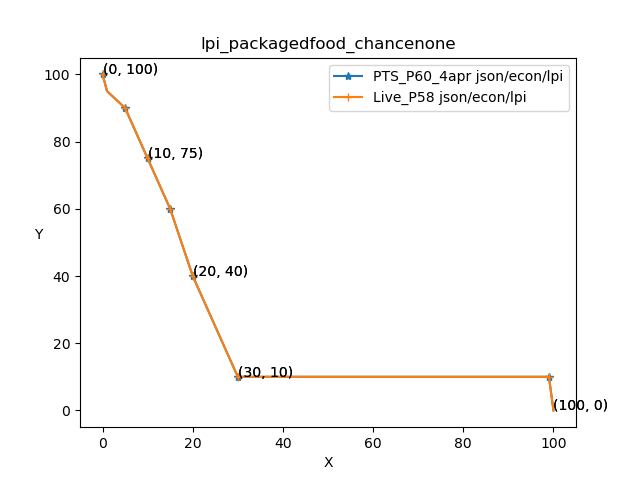 lpi_packagedfood_chancenone
PTS_P60_4apr json/econ/lpi
Live_P58 json/econ/lpi
100
80
60
40
20
0
Y
(0, 100)
(10, 75)
(20, 40)
(30, 10)
(100, 0)
0 20 40 60 80 100
X